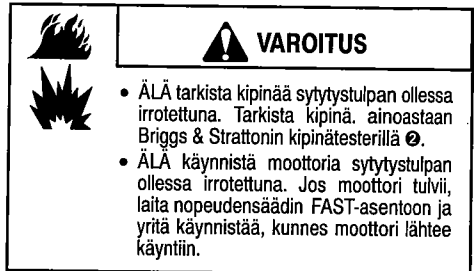 VAROITUS
• ÄLÄ tarkista kipinää sytytystulpan ollessa
irrotettuna. Tarkista kipinä. ainoastaan
Briggs & Strattonin kipinätesterillä ❷.
• ÄLÄ käynnistä moottoria sytytystulpan
ollessa irrotettuna. Jos moottori tulvii,
laita nopeudensäädin FAST-asentoon ja
yritä käynnistää, kunnes moottori lähtee
käyntiin.